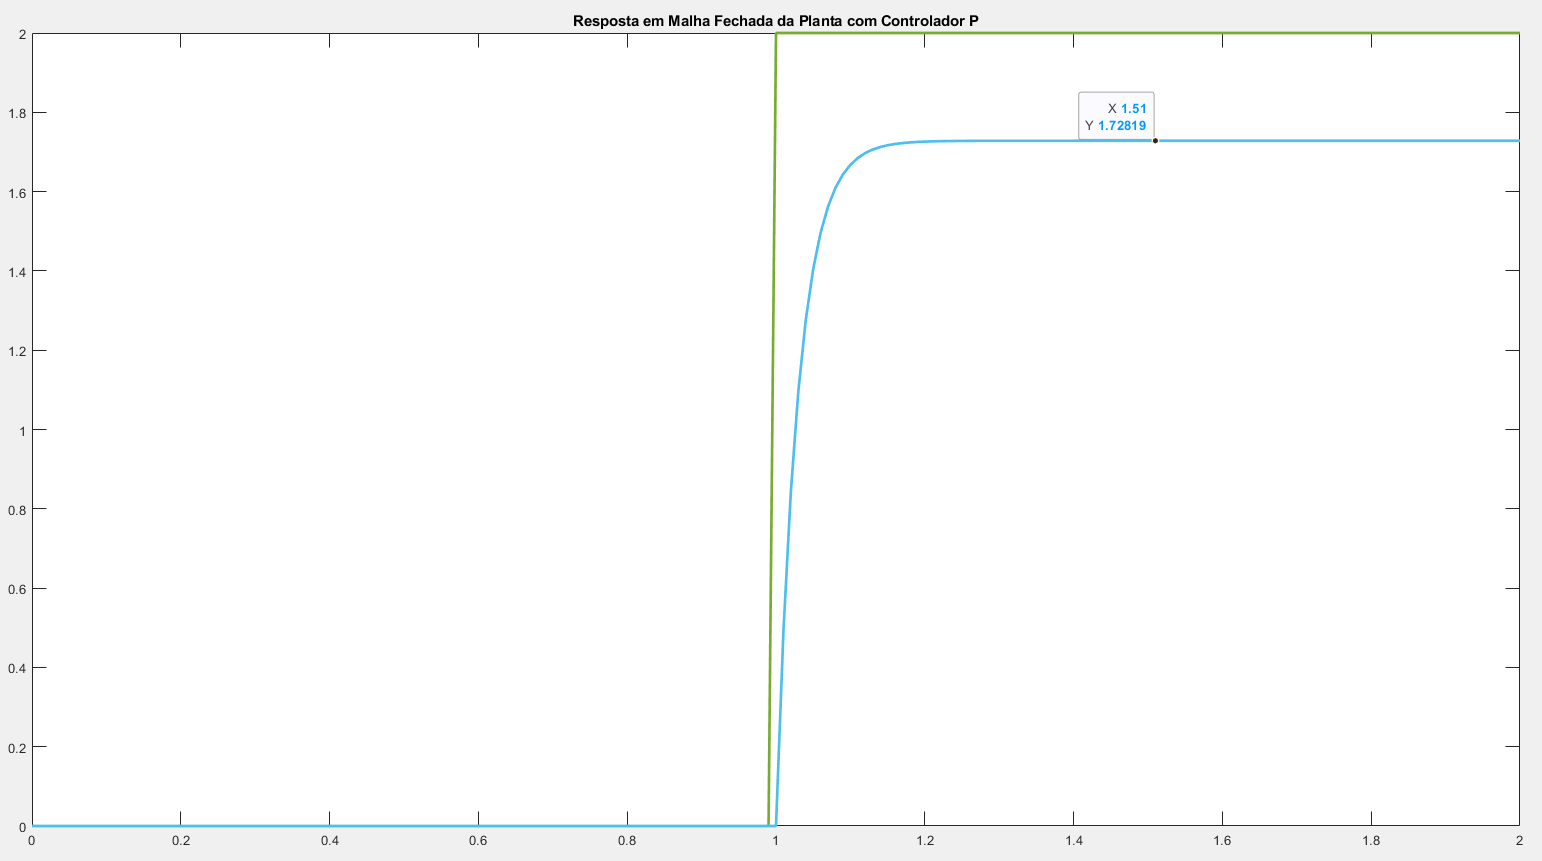 Resposta em Malha Fechada da Planta com Controlador P
2
1.8
1.6
1.4
1.2
1
0.8
0.6
0.4
0.2
0
X 1.51
Y 1.72819
0 0.2 0.4 0.6 0.8 1 1.2 1.4 1.6 1.8 2